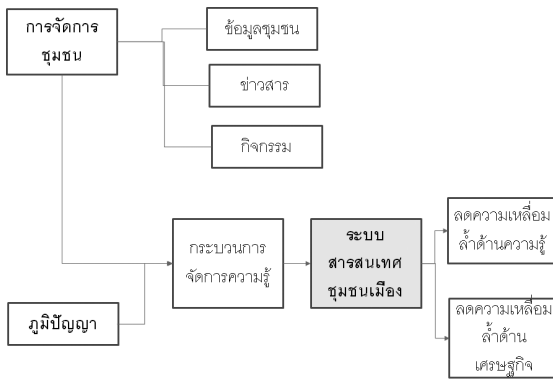 การจัดการ
ชุมชน
ข้อมูลชุมชน
ข่าวสาร
กิจกรรม
กระบวนการ
จัดการความรู้
ระบบ
สารสนเทศ
ชุมชนเมือง
ลดความเหลื่อม
ล้ำด้านความรู้
ภูมิปัญญา
ลดความเหลื่อม
ล้ำด้าน
เศรษฐกิจ